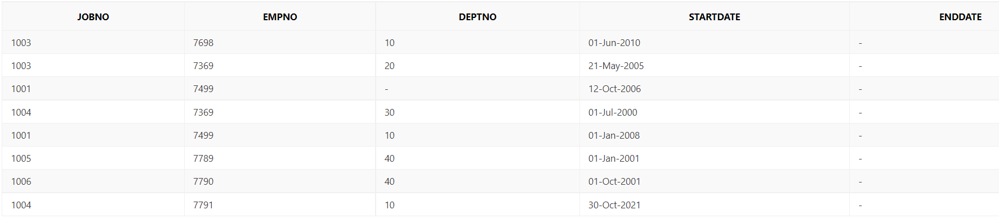 JOBNO EMPNO DEPTNO STARTDATE ENDDATE
1003 7698 10 01-Jun-2010 -
1003 7369 20 21-May-2005 -
1001 7499 - 12-Oct-2006 -
1004 7369 30 01-Jul-2000 -
1001 7499 10 01-Jan-2008 -
1005 7789 40 01-Jan-2001 -
1006 7790 40 01-Oct-2001 -
1004 7791 10 30-Oct-2021 -